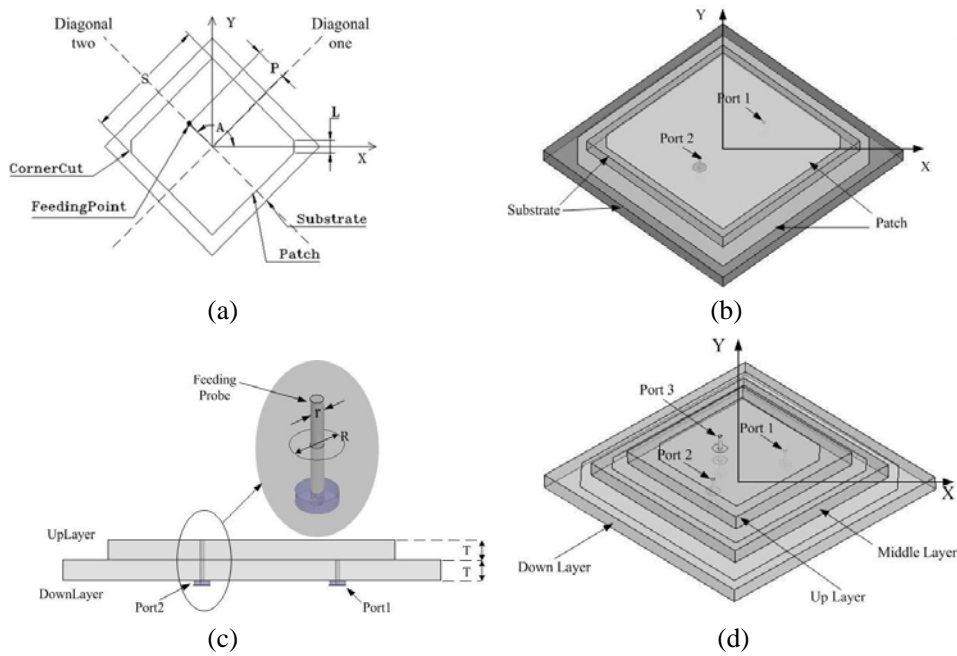 Diagonal
two
Y
Diagonal
one
S
P
A
L
X
CornerCut
FeedingPoint
Substrate
Patch
(a)
Y
Port 1
Port 2
X
Substrate
Patch
(b)
Feeding
Probe
r
R
UpLayer
T
DownLayer
T
Port2
Port1
(c)
Y
Port 3
Port 1
Port 2
X
Down Layer
Middle Layer
Up Layer
(d)